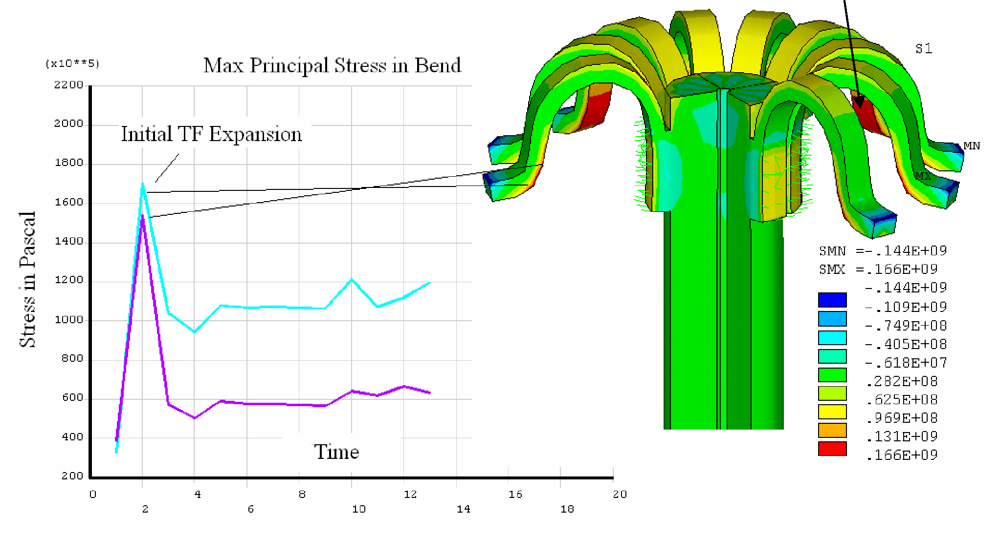 (x10**5)
Max Principal Stress in Bend
2200
2000
1800
1600
1400
1200
1000
800
600
400
200
Stress in Pascal
Initial TF Expansion
Time
0
4
8
12
16
20
2
6
10
14
18
S1
MN
MX
SMN =-.144E+09
SMX =.166E+09
-.144E+09
-.109E+09
-.749E+08
-.405E+08
-.618E+07
.282E+08
.625E+08
.969E+08
.131E+09
.166E+09